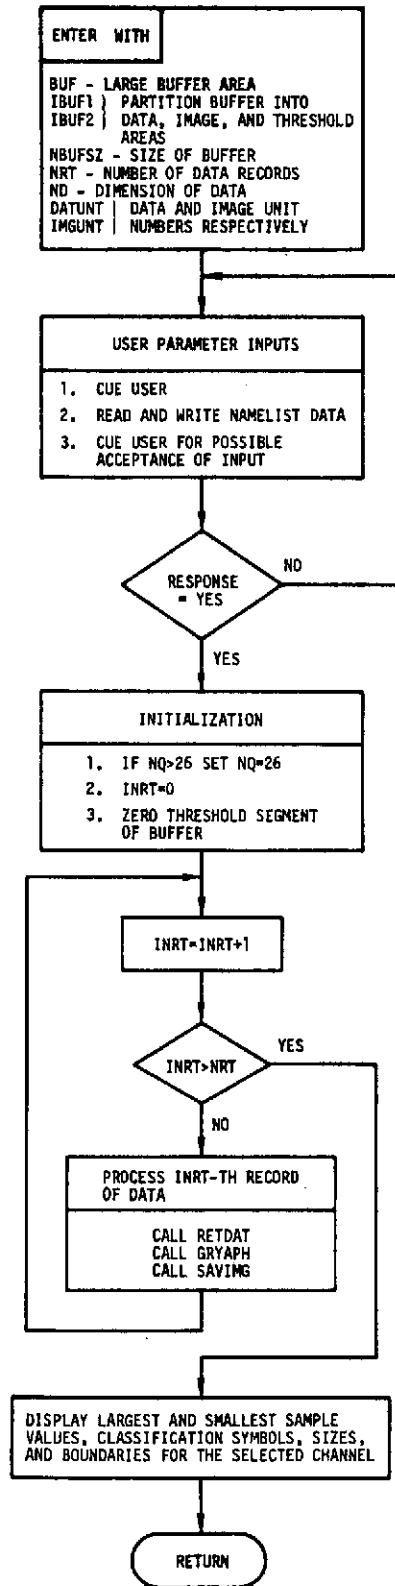 ENTER WITH
BUF - LARGE BUFFER AREA
IBUF1 ) PARTITION BUFFER INTO
IBUF2 ) DATA, IMAGE, AND THRESHOLD
AREAS
NBUFSZ - SIZE OF BUFFER
NRT - NUMBER OF DATA RECORDS
ND - DIMENSION OF DATA
DATUNT | DATA AND IMAGE UNIT
IMGUNT | NUMBERS RESPECTIVELY
USER PARAMETER INPUTS
1. CUE USER
2. READ AND WRITE NAMELIST DATA
3. CUE USER FOR POSSIBLE
ACCEPTANCE OF INPUT
RESPONSE
= YES
NO
YES
INITIALIZATION
1. IF NQ>26 SET NQ=26
2. INRT=0
3. ZERO THRESHOLD SEGMENT
OF BUFFER
INRT=INRT+1
INRT>NRT
YES
NO
PROCESS INRT-TH RECORD
OF DATA
CALL RETDAT
CALL GRYAPH
CALL SAVIMG
DISPLAY LARGEST AND SMALLEST SAMPLE
VALUES, CLASSIFICATION SYMBOLS, SIZES,
AND BOUNDARIES FOR THE SELECTED CHANNEL
RETURN